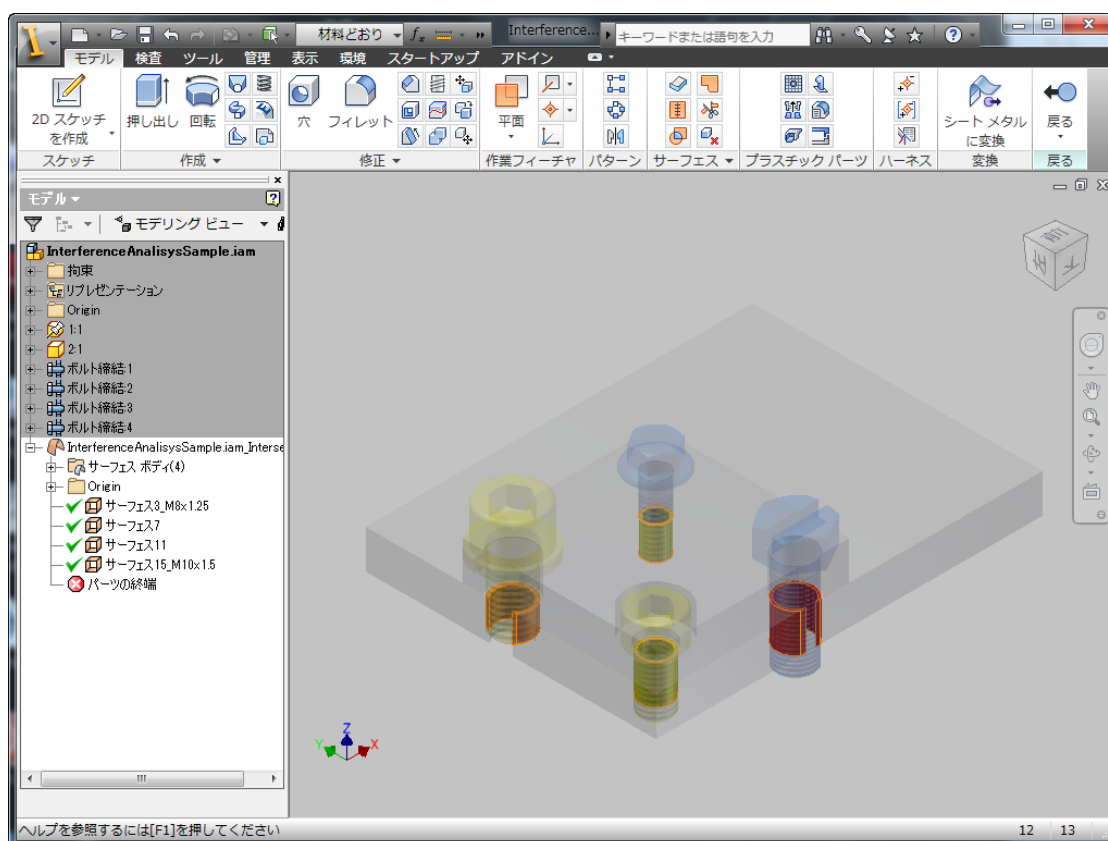 材料どおり
Interference...
キーワードまたは語句を入力
モデル 検査 ツール 管理 表示 環境 スタートアップ アドイン
2D スケッチ
を作成
押し出し
回転
穴
フィレット
平面
シート メタル
に変換
戻る
スケッチ
作成
修正
作業フィーチャ
パターン
サーフェス
プラスチック パーツ
ハーネス
変換
戻る
モデル
モデリング ビュー
InterferenceAnalisysSample.iam
拘束
リプレゼンテーション
Origin
1:1
2:1
ボルト締結:1
ボルト締結:2
ボルト締結:3
ボルト締結:4
InterferenceAnalisysSample.iam_Interse
サーフェス ボディ(4)
Origin
サーフェス3_M8x1.25
サーフェス7
サーフェス11
サーフェス15_M10x1.5
パーツの終端
Z
Y
X
ヘルプを参照するには[F1]を押してください
12 13